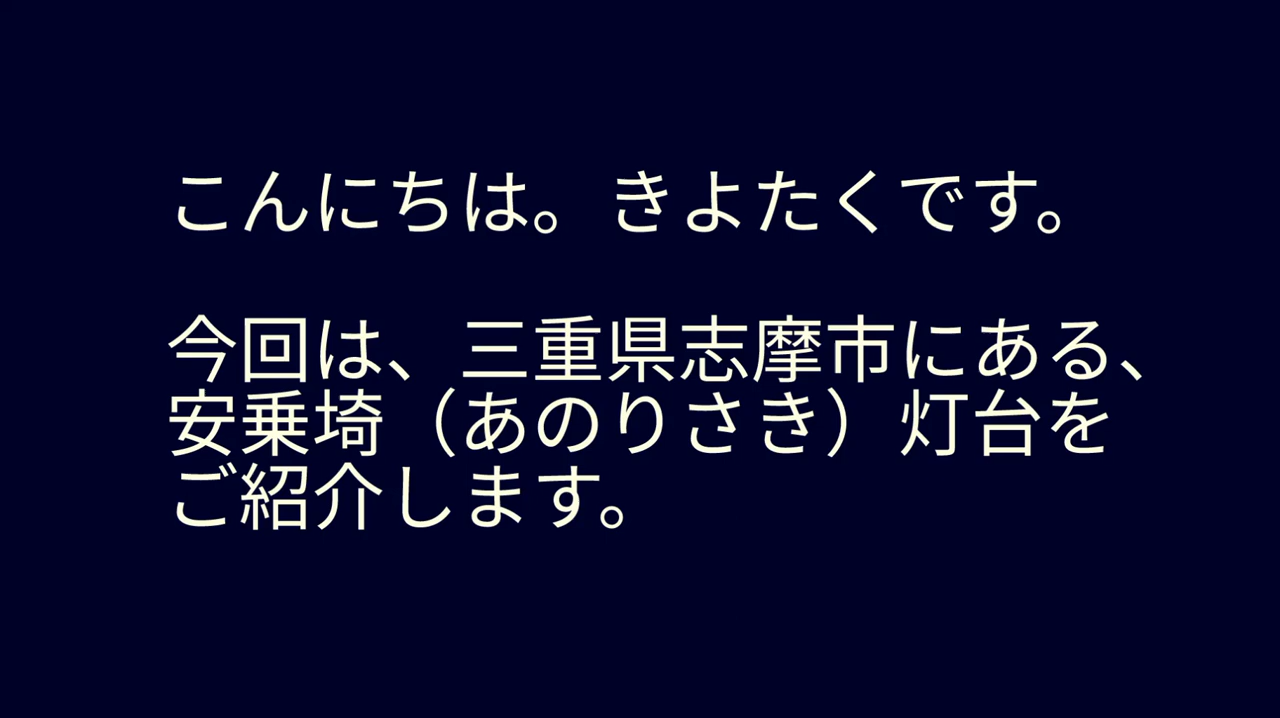 こんにちは。きよたくです。
今回は、三重県志摩市にある、
安乗埼（あのりさき）灯台を
ご紹介します。